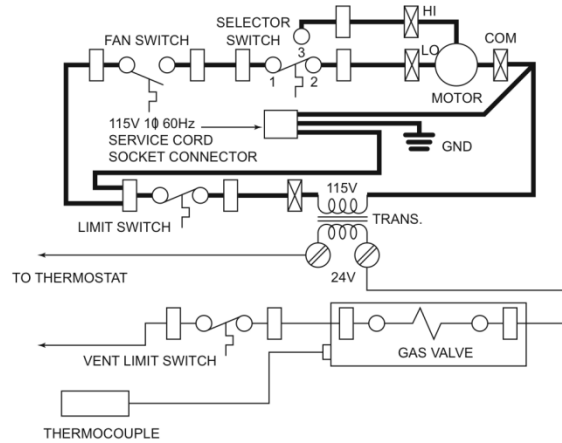 HI
SELECTOR
SWITCH
FAN SWITCH
3
LO
COM
1
2
MOTOR
115V 1ϕ 60Hz
SERVICE CORD
SOCKET CONNECTOR
GND
115V
LIMIT SWITCH
TRANS.
TO THERMOSTAT
24V
VENT LIMIT SWITCH
GAS VALVE
THERMOCOUPLE